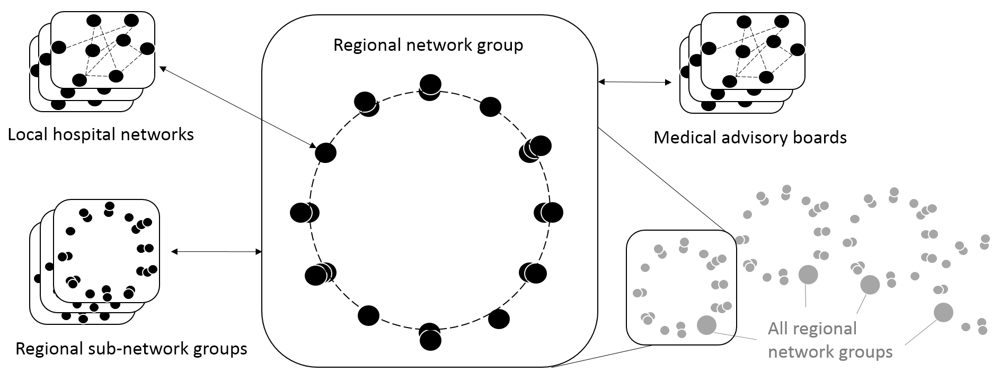 Regional network group
Local hospital networks
Medical advisory boards
Regional sub-network groups
All regional
network groups